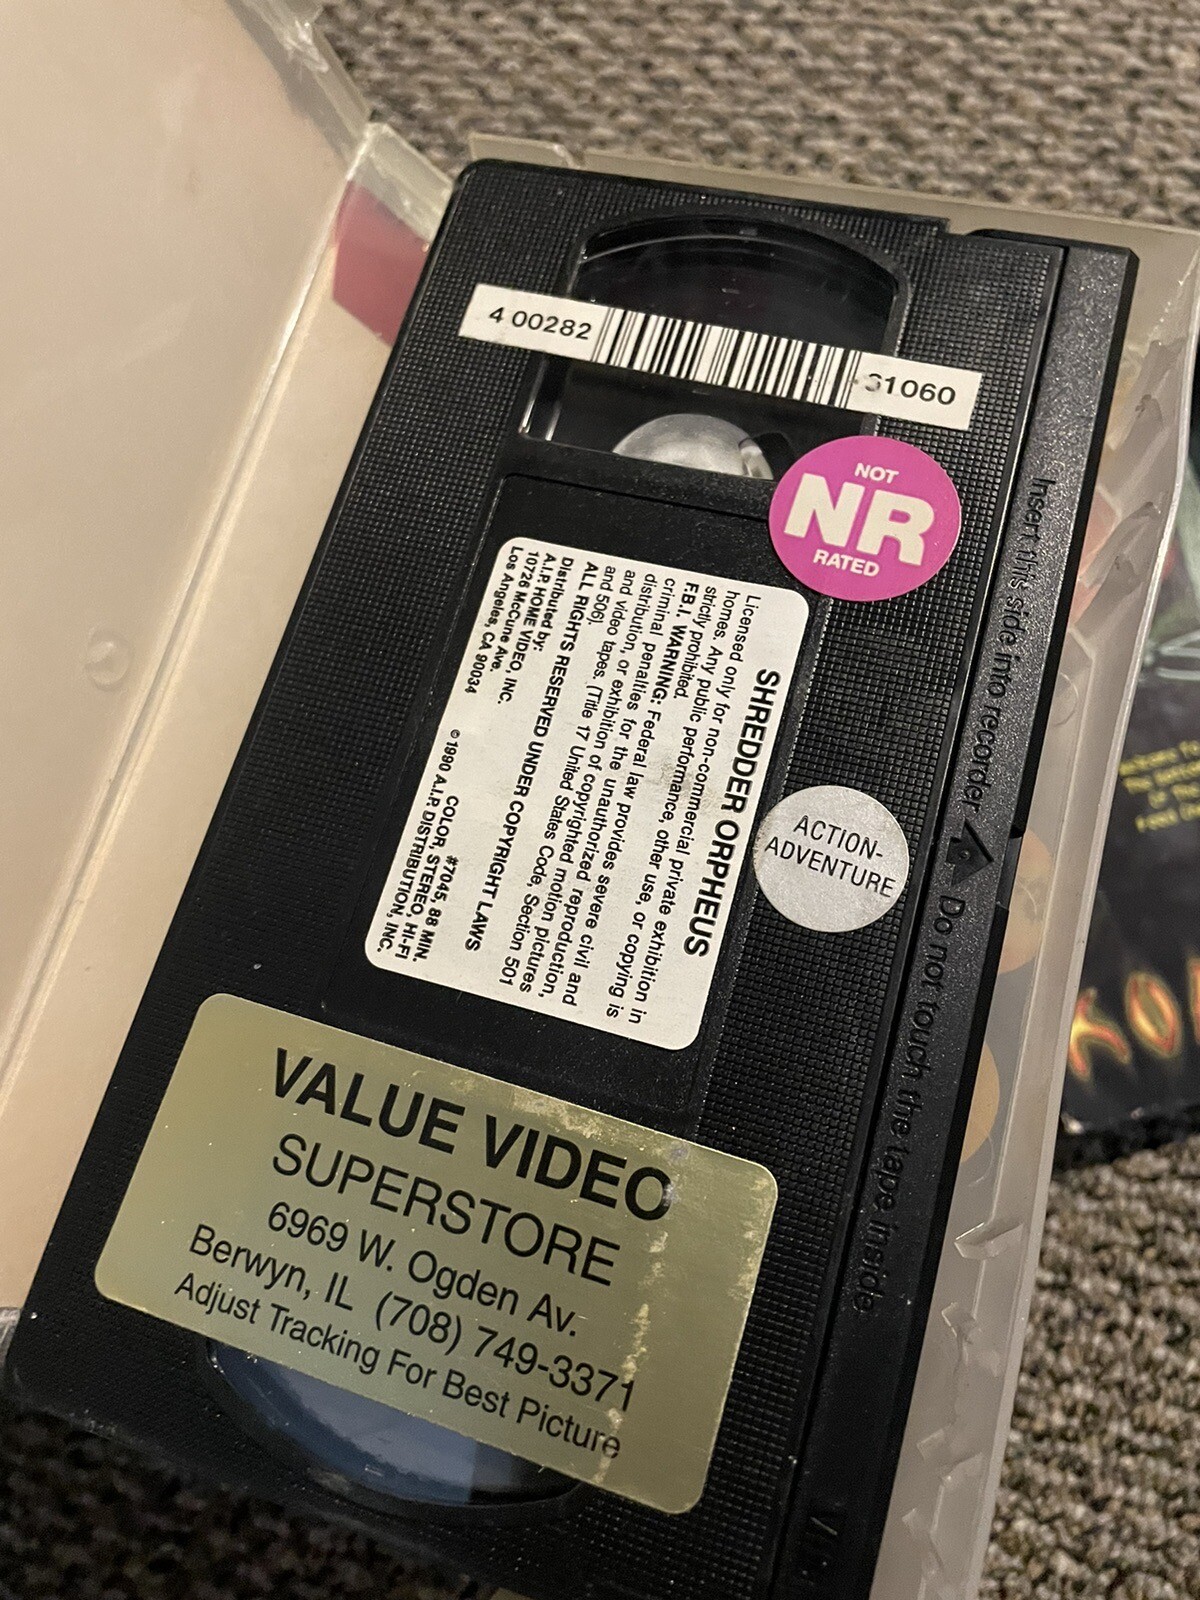 4 00282
61060
NOT
NR
RATED
SHREDDER ORPHEUS
Licensed only for non-commercial private exhibition in
homes. Any public performance, other use, or copying is
strictly prohibited.
F.B.I. WARNING: Federal law provides severe civil and
criminal penalties for the unauthorized reproduction,
distribution, or exhibition of copyrighted motion pictures
and video tapes. (Title 17 United States Code, Section 501
and 506).
ALL RIGHTS RESERVED UNDER COPYRIGHT LAWS
Distributed by:
A.I.P. HOME VIDEO, INC.
10726 McCune Ave.
Los Angeles, CA 90034
#7045, 88 MIN.
COLOR, STEREO, HI-FI
© 1990 A.I.P. DISTRIBUTION, INC.
ACTION-
ADVENTURE
Insert this side into recorder Do not touch the tape inside
VALUE VIDEO
SUPERSTORE
6969 W. Ogden Av.
Berwyn, IL (708) 749-3371
Adjust Tracking For Best Picture